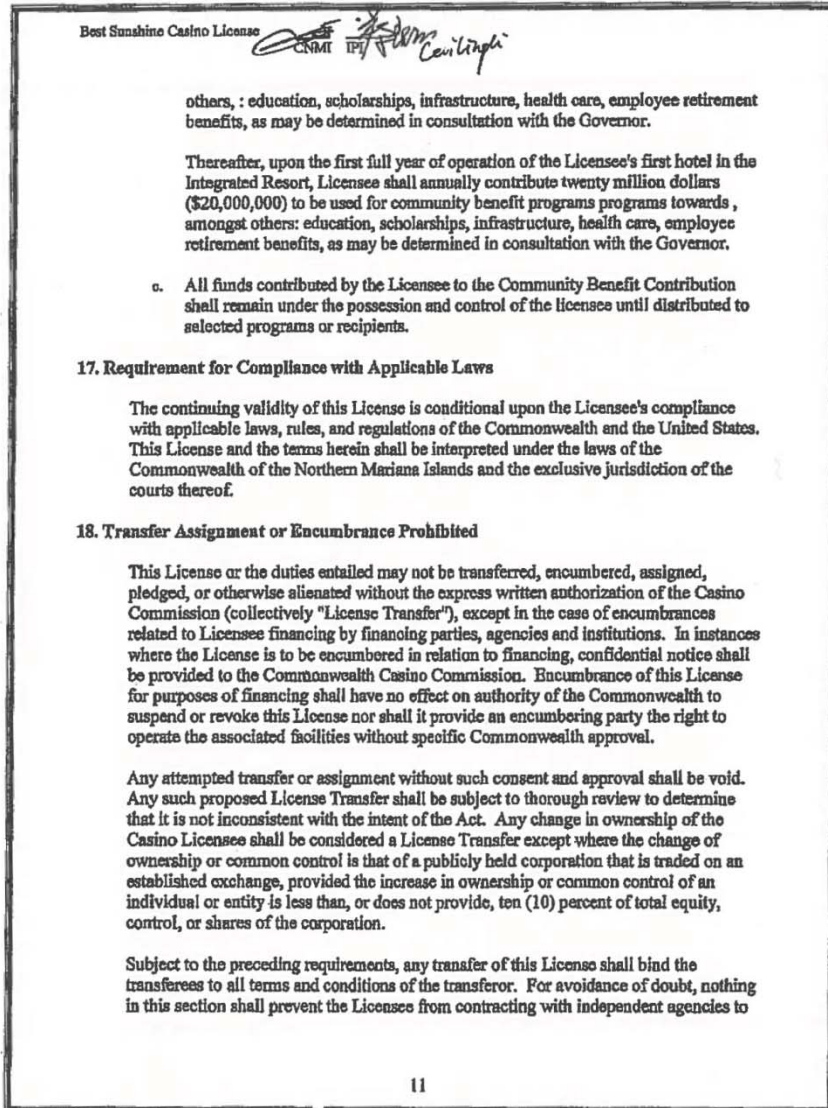 Best Sunshine Casino License
CNMI IPI
others, : education, scholarships, infrastructure, health care, employee retirement
benefits, as may be determined in consultation with the Governor.
Thereafter, upon the first full year of operation of the Licensee's first hotel in the
Integrated Resort, Licensee shall annually contribute twenty million dollars
($20,000,000) to be used for community benefit programs programs towards ,
amongst others: education, scholarships, infrastructure, health care, employee
retirement benefits, as may be determined in consultation with the Governor.
c. All funds contributed by the Licensee to the Community Benefit Contribution
shall remain under the possession and control of the licensee until distributed to
selected programs or recipients.
17. Requirement for Compliance with Applicable Laws
The continuing validity of this License is conditional upon the Licensee's compliance
with applicable laws, rules, and regulations of the Commonwealth and the United States.
This License and the terms herein shall be interpreted under the laws of the
Commonwealth of the Northern Mariana Islands and the exclusive jurisdiction of the
courts thereof.
18. Transfer Assignment or Encumbrance Prohibited
This License or the duties entailed may not be transferred, encumbered, assigned,
pledged, or otherwise alienated without the express written authorization of the Casino
Commission (collectively "License Transfer"), except in the case of encumbrances
related to Licensee financing by financing parties, agencies and institutions. In instances
where the License is to be encumbered in relation to financing, confidential notice shall
be provided to the Commonwealth Casino Commission. Encumbrance of this License
for purposes of financing shall have no effect on authority of the Commonwealth to
suspend or revoke this License nor shall it provide an encumbering party the right to
operate the associated facilities without specific Commonwealth approval.
Any attempted transfer or assignment without such consent and approval shall be void.
Any such proposed License Transfer shall be subject to thorough review to determine
that it is not inconsistent with the intent of the Act. Any change in ownership of the
Casino Licensee shall be considered a License Transfer except where the change of
ownership or common control is that of a publicly held corporation that is traded on an
established exchange, provided the increase in ownership or common control of an
individual or entity is less than, or does not provide, ten (10) percent of total equity,
control, or shares of the corporation.
Subject to the preceding requirements, any transfer of this License shall bind the
transferees to all terms and conditions of the transferor. For avoidance of doubt, nothing
in this section shall prevent the Licensee from contracting with independent agencies to
11